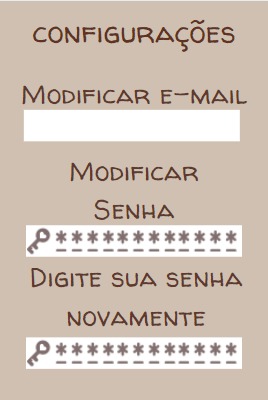 CONFIGURAÇÕES
MODIFICAR E-MAIL
MODIFICAR
SENHA
************
DIGITE SUA SENHA
NOVAMENTE
************